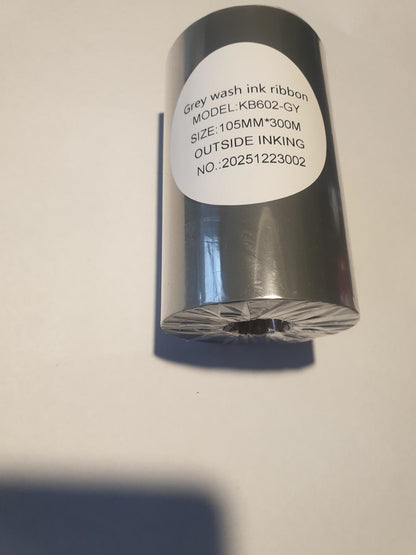 Grey wash ink ribbon
MODEL:KB602-GY
SIZE:105MM*300M
OUTSIDE INKING
NO.:20251223002